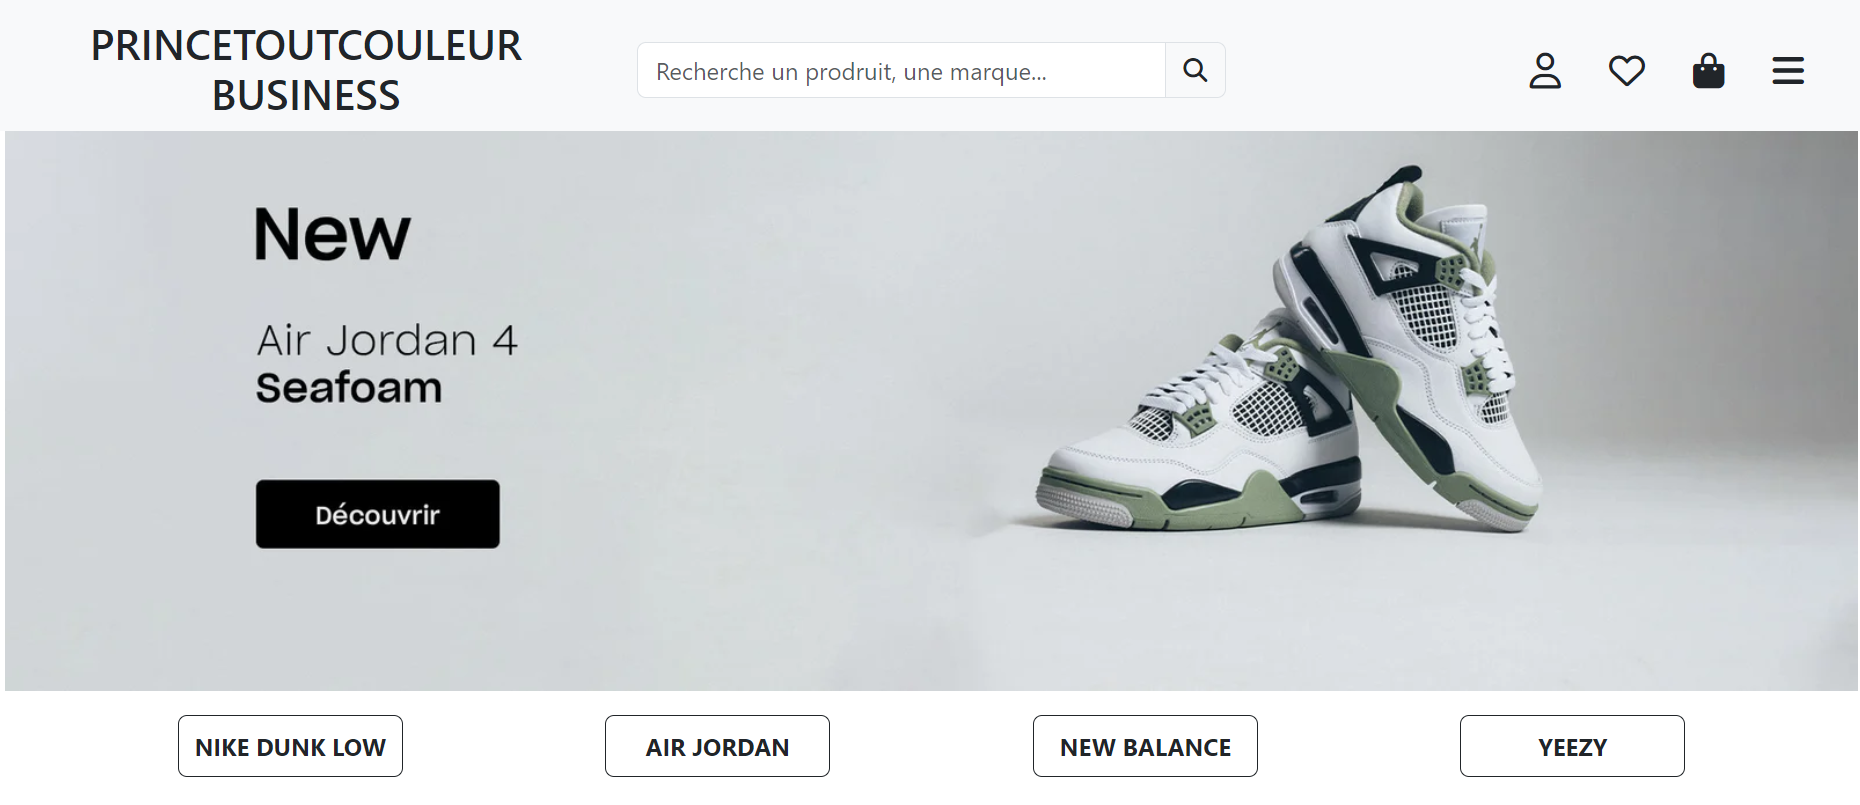 PRINCETOUTCOULEUR
BUSINESS
Recherche un prodruit, une marque...
New
Air Jordan 4
Seafoam
Découvrir
NIKE DUNK LOW
AIR JORDAN
NEW BALANCE
YEEZY